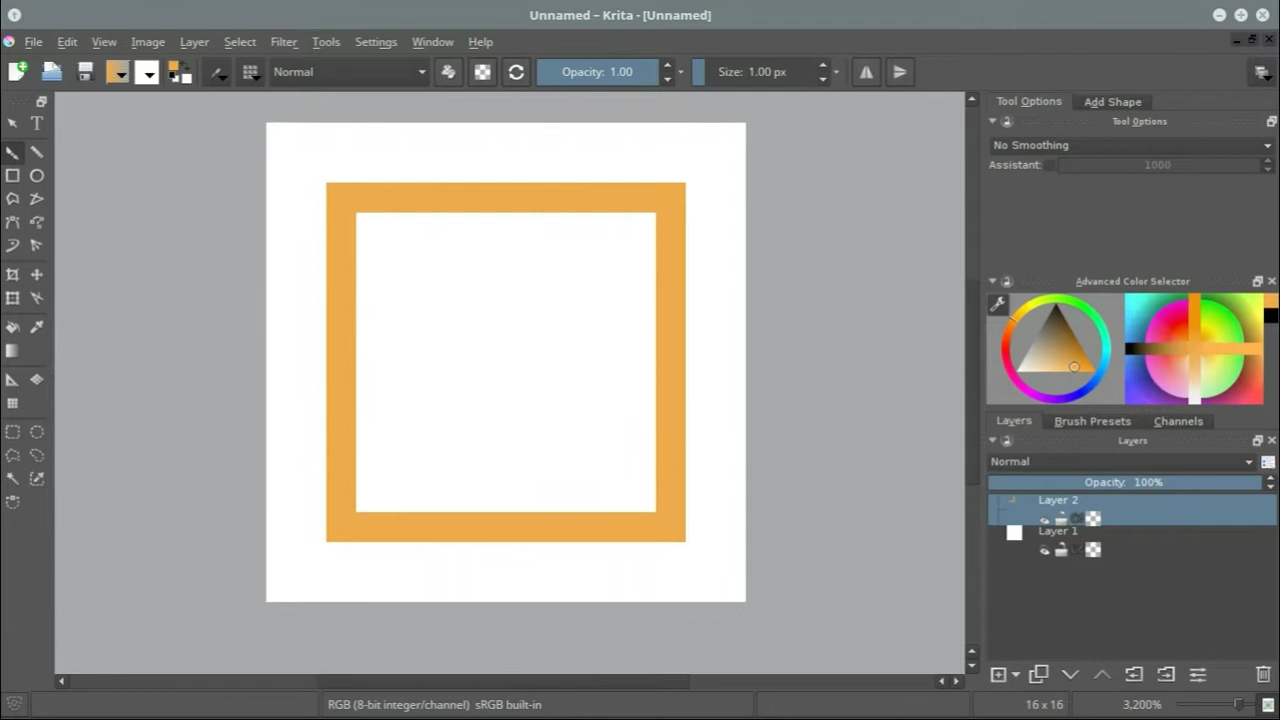 Unnamed – Krita - [Unnamed]
File Edit View Image Layer Select Filter Tools Settings Window Help
Normal Opacity: 1.00 Size: 1.00 px
Tool Options Add Shape
Tool Options
T
No Smoothing
Assistant: 1000
Advanced Color Selector
Layers Brush Presets Channels
Layers
Normal
Opacity: 100%
Layer 2
Layer 1
RGB (8-bit integer/channel) sRGB built-in 16 x 16 3,200%